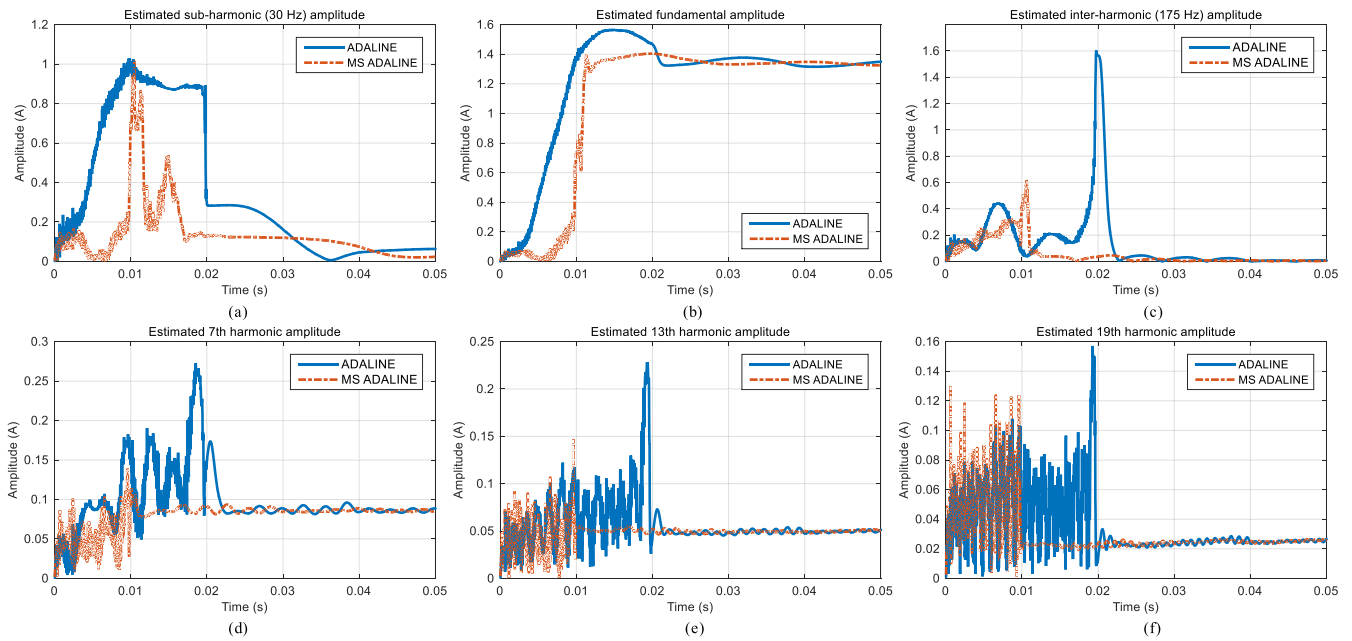 Estimated sub-harmonic (30 Hz) amplitude
1.2
1
0.8
0.6
0.4
0.2
0
Amplitude (A)
ADALINE
MS ADALINE
0 0.01 0.02 0.03 0.04 0.05
Time (s)
(a)
Estimated fundamental amplitude
1.6
1.4
1.2
1
0.8
0.6
0.4
0.2
0
Amplitude (A)
ADALINE
MS ADALINE
0 0.01 0.02 0.03 0.04 0.05
Time (s)
(b)
Estimated inter-harmonic (175 Hz) amplitude
1.6
1.4
1.2
1
0.8
0.6
0.4
0.2
0
Amplitude (A)
ADALINE
MS ADALINE
0 0.01 0.02 0.03 0.04 0.05
Time (s)
(c)
Estimated 7th harmonic amplitude
0.3
0.25
0.2
0.15
0.1
0.05
0
Amplitude (A)
ADALINE
MS ADALINE
0 0.01 0.02 0.03 0.04 0.05
Time (s)
(d)
Estimated 13th harmonic amplitude
0.25
0.2
0.15
0.1
0.05
0
Amplitude (A)
ADALINE
MS ADALINE
0 0.01 0.02 0.03 0.04 0.05
Time (s)
(e)
Estimated 19th harmonic amplitude
0.16
0.14
0.12
0.1
0.08
0.06
0.04
0.02
0
Amplitude (A)
ADALINE
MS ADALINE
0 0.01 0.02 0.03 0.04 0.05
Time (s)
(f)